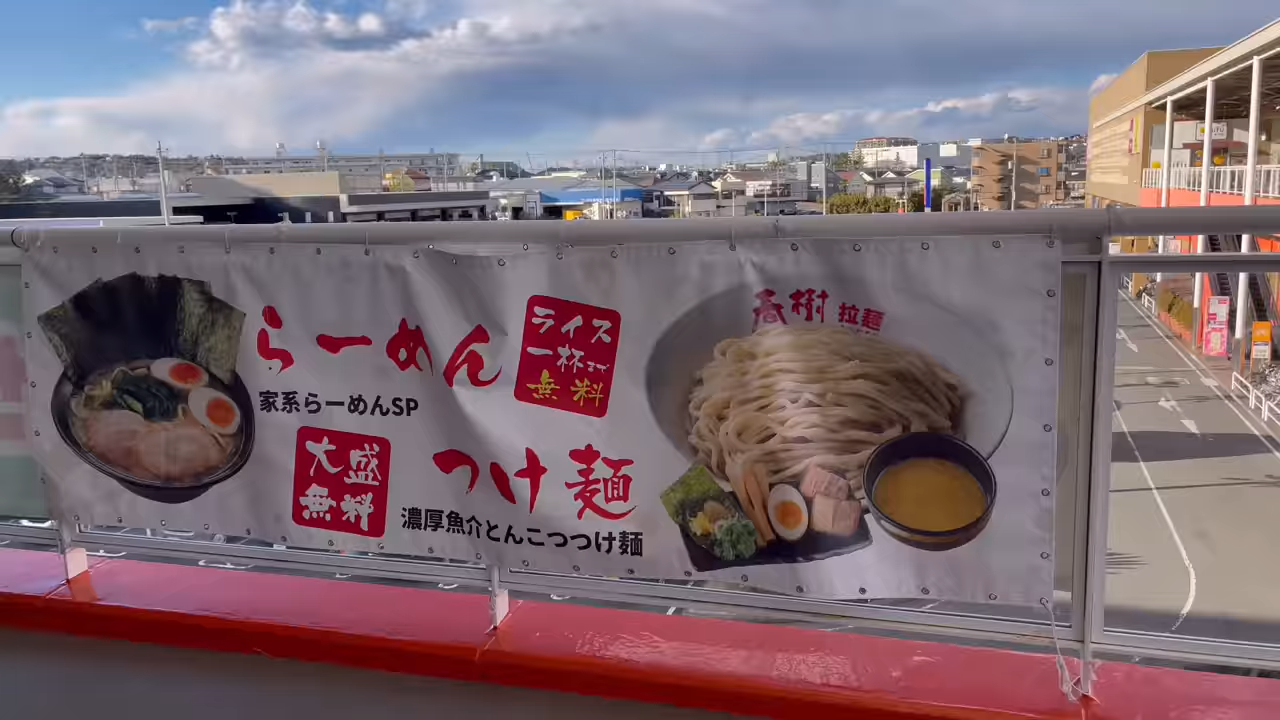 らーめん
家系らーめんSP
ライス
一杯まで
無料
大盛
無料
つけ麺
濃厚魚介とんこつつけ麺
春樹 拉麺